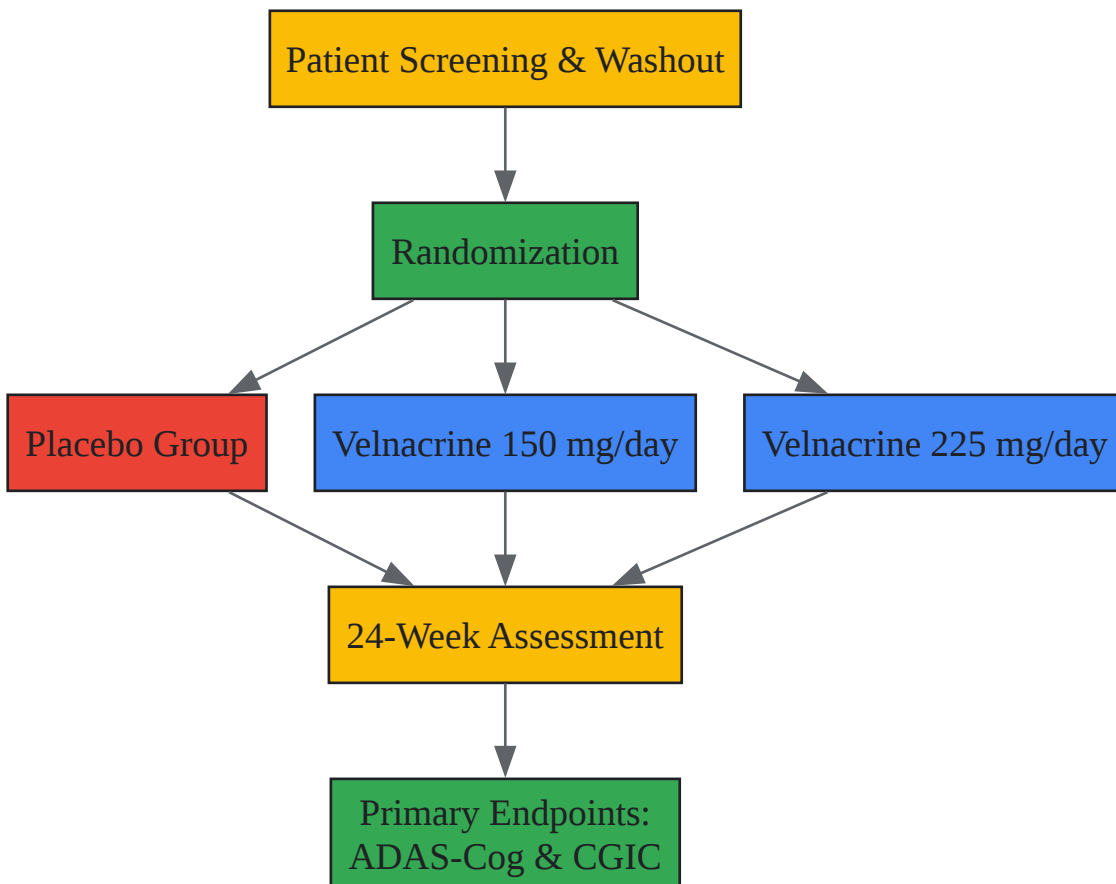 Patient Screening & Washout
Randomization
Placebo Group
Velnacrine 150 mg/day
Velnacrine 225 mg/day
24-Week Assessment
Primary Endpoints:
ADAS-Cog & CGIC